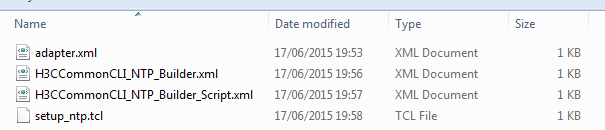 Name Date modified Type Size
adapter.xml 17/06/2015 19:53 XML Document 1 KB
H3CCommonCLI_NTP_Builder.xml 17/06/2015 19:56 XML Document 1 KB
H3CCommonCLI_NTP_Builder_Script.xml 17/06/2015 19:57 XML Document 1 KB
setup_ntp.tcl 17/06/2015 19:58 TCL File 1 KB